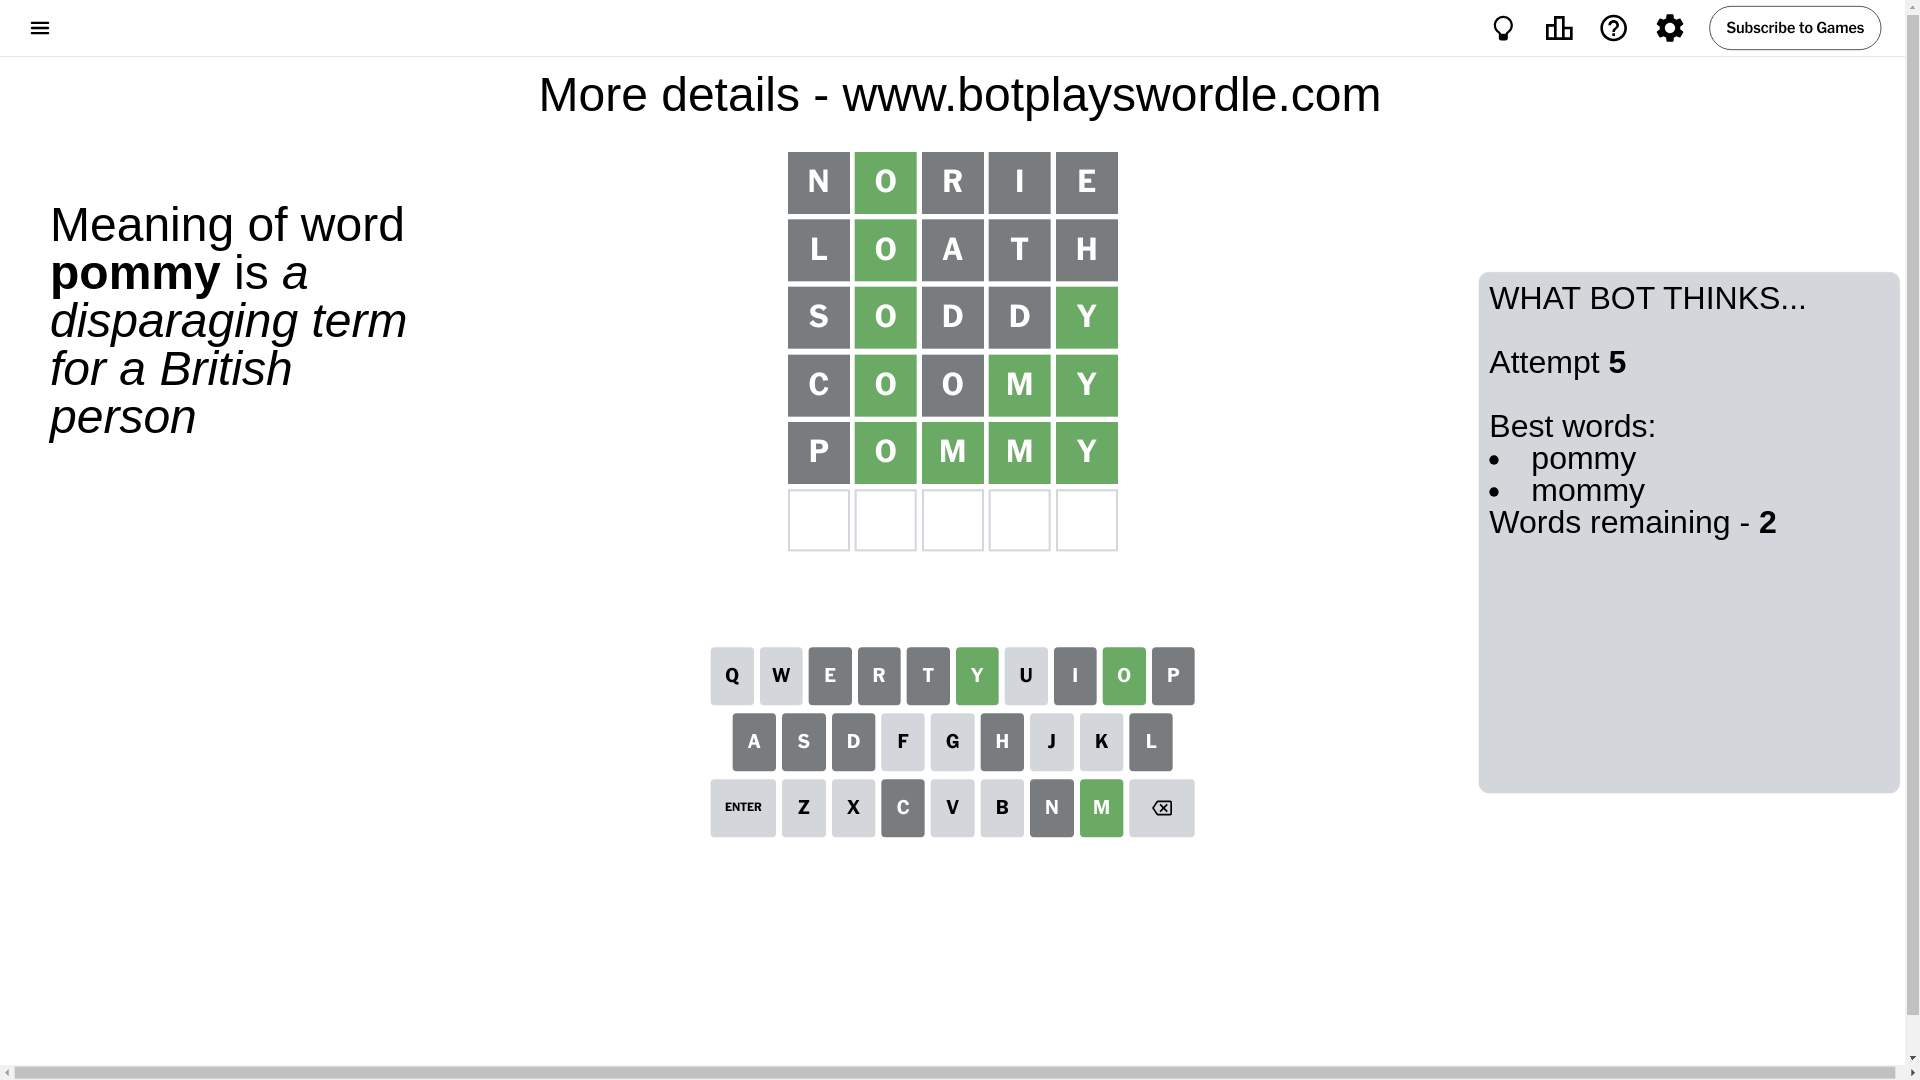 Subscribe to Games
More details - www.botplayswordle.com
Meaning of word
pommy is a
disparaging term
for a British
person
N O R I E
L O A T H
S O D D Y
C O O M Y
P O M M Y
WHAT BOT THINKS...
Attempt 5
Best words:
• pommy
• mommy
Words remaining - 2
Q W E R T Y U I O P
A S D F G H J K L
ENTER Z X C V B N M